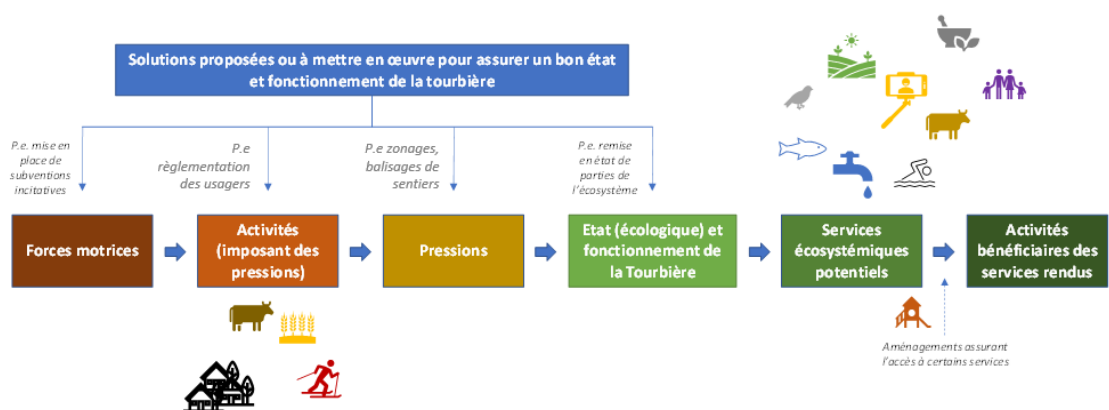 Solutions proposées ou à mettre en œuvre pour assurer un bon état
et fonctionnement de la tourbière
P.e. mise en
place de
subventions
incitatives
P.e
règlementation
des usagers
P.e zonages,
balisages de
sentiers
P.e. remise
en état de
parties de
l'écosystème
Forces motrices
Activités
(imposant des
pressions)
Pressions
Etat (écologique) et
fonctionnement de
la Tourbière
Services
écosystémiques
potentiels
Activités
bénéficiaires des
services rendus
Aménagements assurant
l'accès à certains services